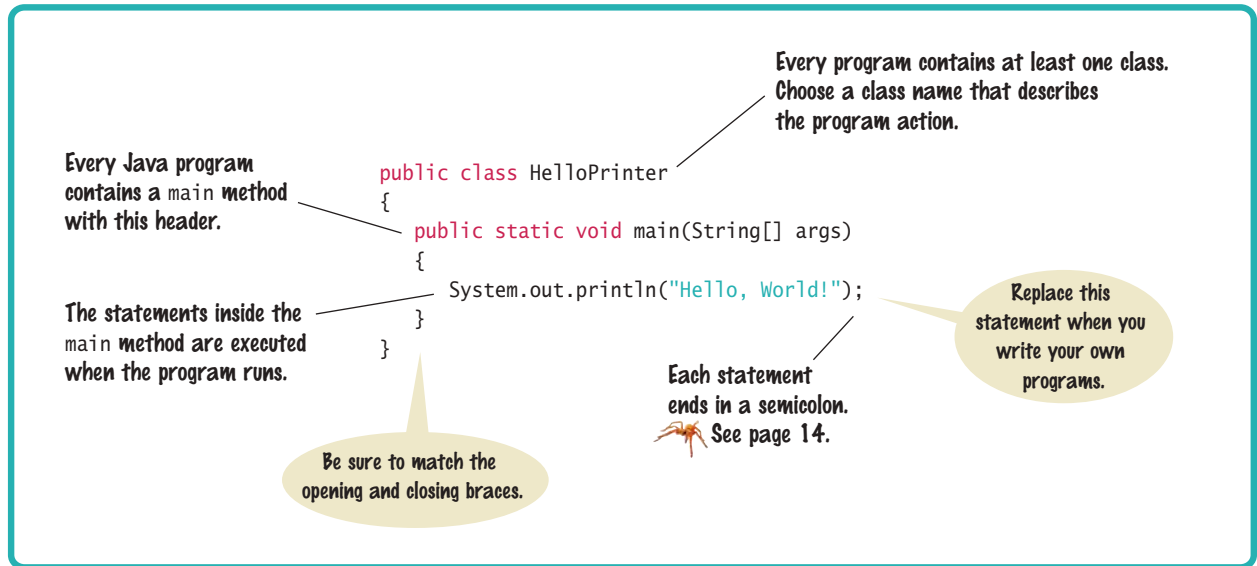 Every program contains at least one class.
Choose a class name that describes
the program action.
Every Java program
contains a main method
with this header.
public class HelloPrinter
{
public static void main(String[] args)
{
System.out.println("Hello, World!");
}
}
The statements inside the
main method are executed
when the program runs.
Replace this
statement when you
write your own
programs.
Each statement
ends in a semicolon.
See page 14.
Be sure to match the
opening and closing braces.